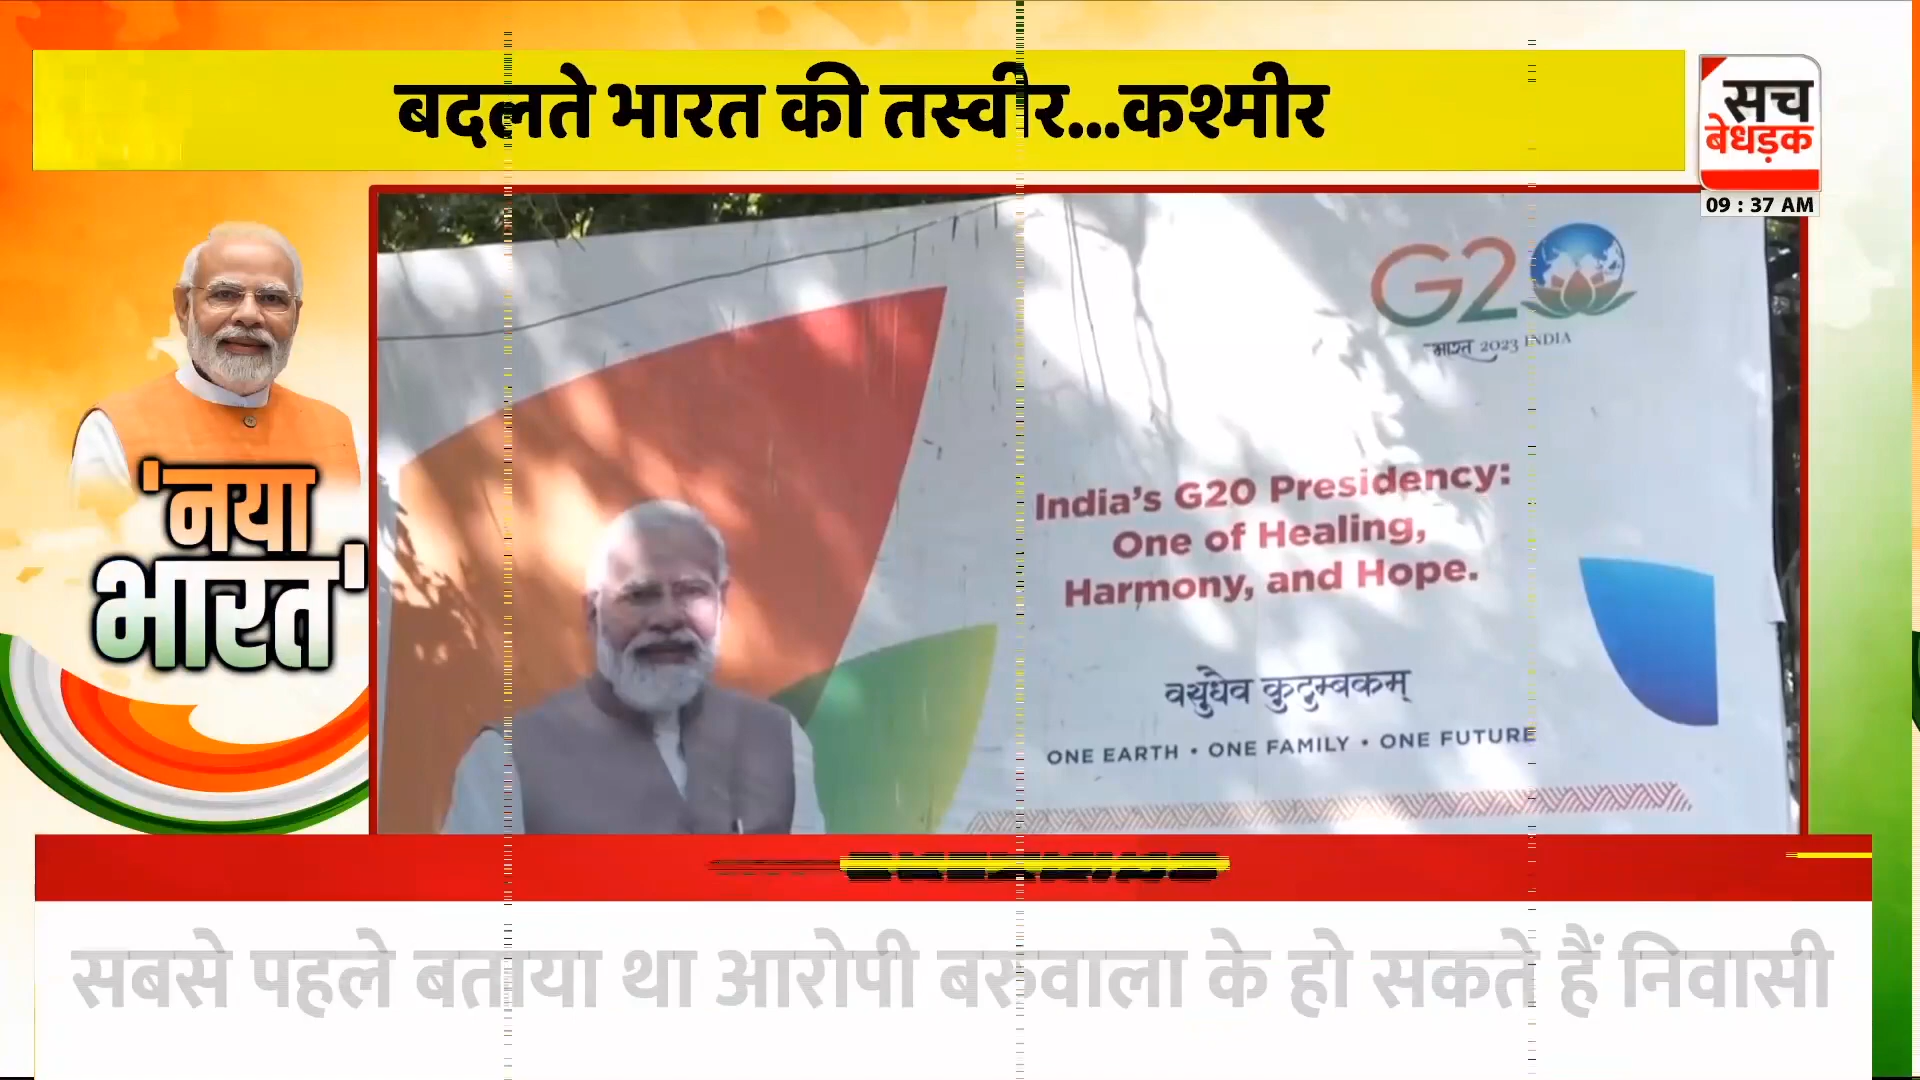 बदलते भारत की तस्वीर...कश्मीर
सच
बेधड़क
09 : 37 AM
G20
भारत 2023 INDIA
'नया
भारत'
India's G20 Presidency:
One of Healing,
Harmony, and Hope.
वसुधैव कुटुम्बकम्
ONE EARTH • ONE FAMILY • ONE FUTURE
सबसे पहले बताया था आरोपी बरुवाला के हो सकते हैं निवासी